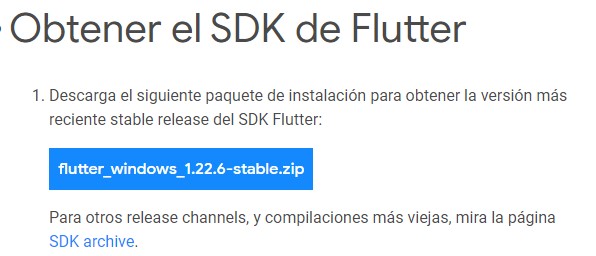 Obtener el SDK de Flutter
1. Descarga el siguiente paquete de instalación para obtener la versión más
reciente stable release del SDK Flutter:
flutter_windows_1.22.6-stable.zip
Para otros release channels, y compilaciones más viejas, mira la página
SDK archive.